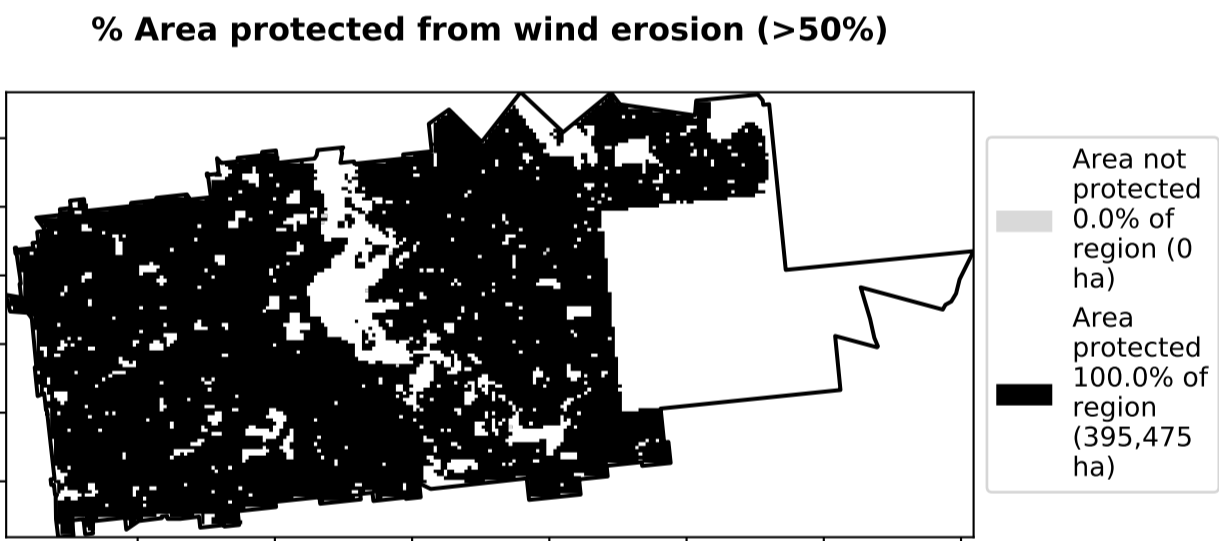 % Area protected from wind erosion (>50%)
Area not
protected
0.0% of
region (0
ha)
Area
protected
100.0% of
region
(395,475
ha)